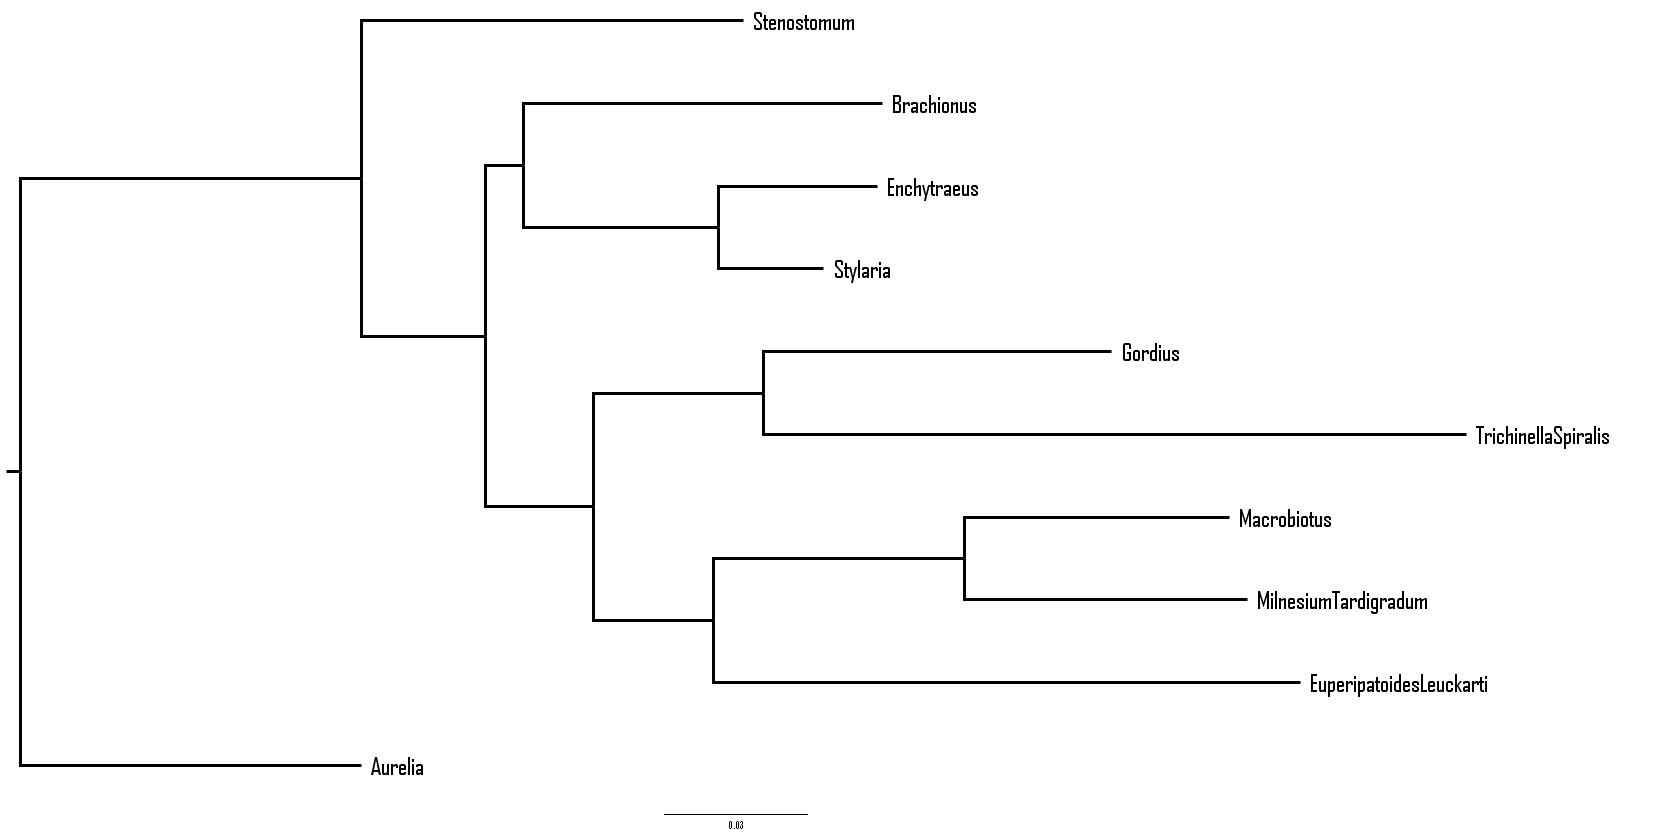 Stenostomum
Brachionus
Enchytraeus
Stylaria
Gordius
TrichinellaSpiralis
Macrobiotus
MilnesiumTardigradum
EuperipatoidesLeuckarti
Aurelia
0.03